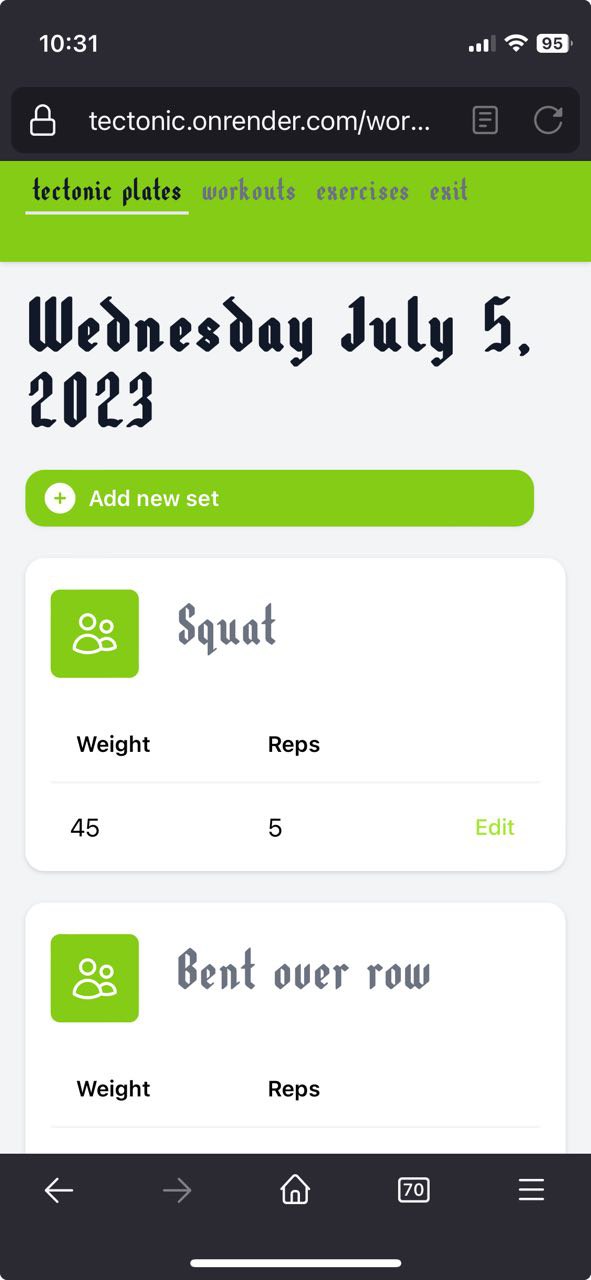 10:31
95
tectonic.onrender.com/wor...
tectonic plates workouts exercises exit
Wednesday July 5,
2023
+ Add new set
Squat
Weight Reps
45 5 Edit
Bent over row
Weight Reps
70